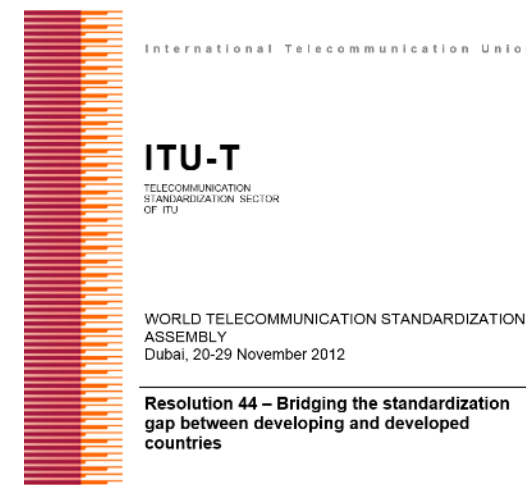 International Telecommunication Unio
ITU-T
TELECOMMUNICATION
STANDARDIZATION SECTOR
OF ITU
WORLD TELECOMMUNICATION STANDARDIZATION
ASSEMBLY
Dubai, 20-29 November 2012
Resolution 44 – Bridging the standardization
gap between developing and developed
countries